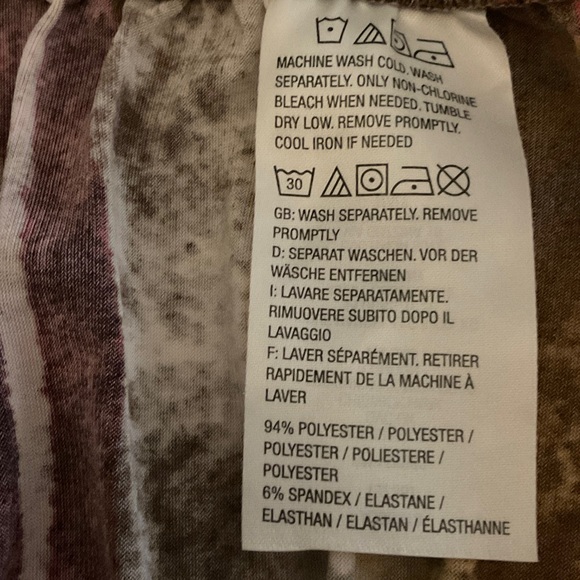 MACHINE WASH COLD. WASH
SEPARATELY. ONLY NON-CHLORINE
BLEACH WHEN NEEDED. TUMBLE
DRY LOW. REMOVE PROMPTLY.
COOL IRON IF NEEDED
30
GB: WASH SEPARATELY. REMOVE
PROMPTLY
D: SEPARAT WASCHEN. VOR DER
WÄSCHE ENTFERNEN
I: LAVARE SEPARATAMENTE.
RIMUOVERE SUBITO DOPO IL
LAVAGGIO
F: LAVER SÉPARÉMENT. RETIRER
RAPIDEMENT DE LA MACHINE À
LAVER
94% POLYESTER / POLYESTER /
POLYESTER / POLIESTERE /
POLYESTER
6% SPANDEX / ELASTANE /
ELASTHAN / ELASTAN / ÉLASTHANNE